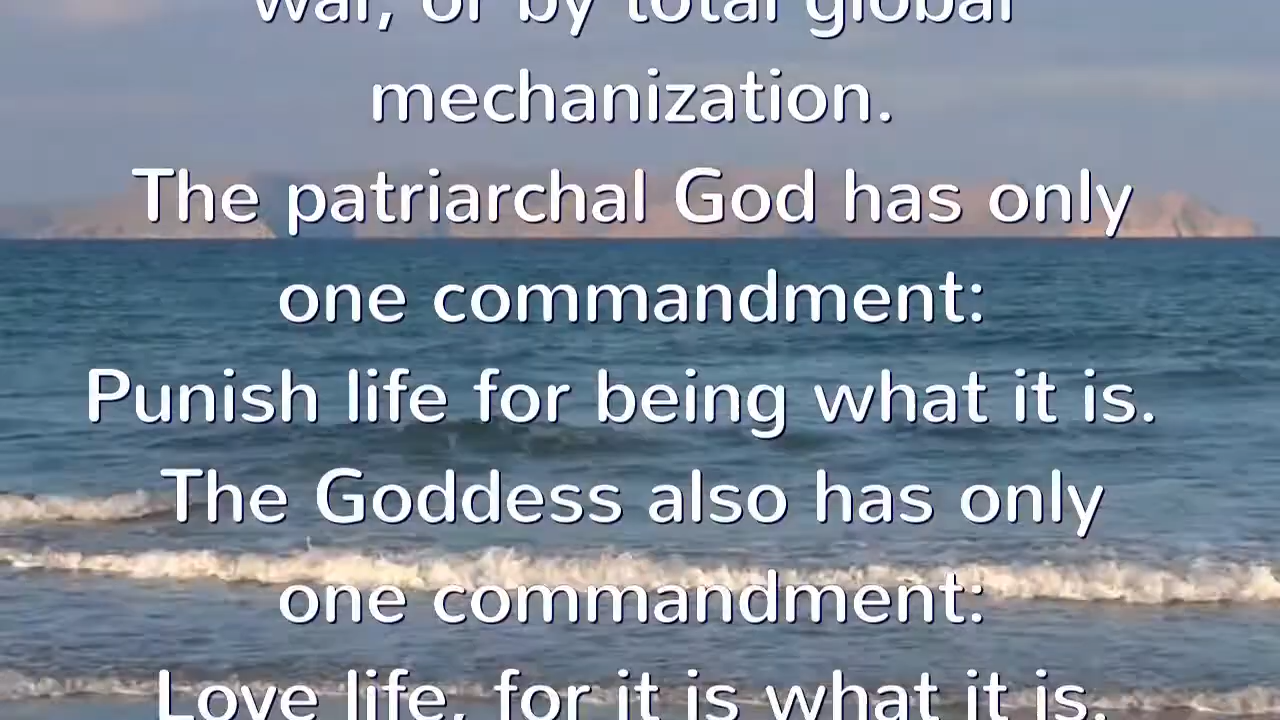 war, or by total global
mechanization.
The patriarchal God has only
one commandment:
Punish life for being what it is.
The Goddess also has only
one commandment:
Love life, for it is what it is.